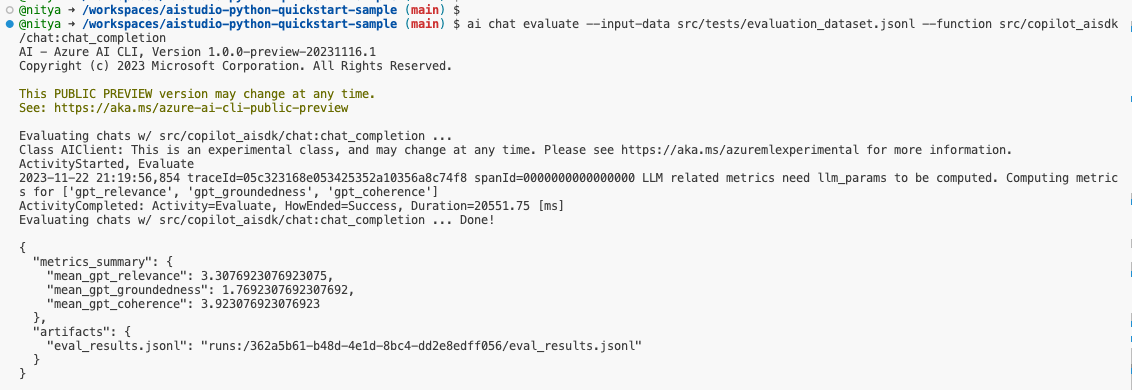 @nitya → /workspaces/aistudio-python-quickstart-sample (main) $
@nitya → /workspaces/aistudio-python-quickstart-sample (main) $ ai chat evaluate --input-data src/tests/evaluation_dataset.jsonl --function src/copilot_aisdk
/chat:chat_completion
AI - Azure AI CLI, Version 1.0.0-preview-20231116.1
Copyright (c) 2023 Microsoft Corporation. All Rights Reserved.
This PUBLIC PREVIEW version may change at any time.
See: https://aka.ms/azure-ai-cli-public-preview
Evaluating chats w/ src/copilot_aisdk/chat:chat_completion ...
Class AIClient: This is an experimental class, and may change at any time. Please see https://aka.ms/azuremlexperimental for more information.
ActivityStarted, Evaluate
2023-11-22 21:19:56,854 traceId=05c323168e053425352a10356a8c74f8 spanId=0000000000000000 LLM related metrics need llm_params to be computed. Computing metric
s for ['gpt_relevance', 'gpt_groundedness', 'gpt_coherence']
ActivityCompleted: Activity=Evaluate, HowEnded=Success, Duration=20551.75 [ms]
Evaluating chats w/ src/copilot_aisdk/chat:chat_completion ... Done!
{
  "metrics_summary": {
    "mean_gpt_relevance": 3.3076923076923075,
    "mean_gpt_groundedness": 1.7692307692307692,
    "mean_gpt_coherence": 3.923076923076923
  },
  "artifacts": {
    "eval_results.jsonl": "runs:/362a5b61-b48d-4e1d-8bc4-dd2e8edff056/eval_results.jsonl"
  }
}